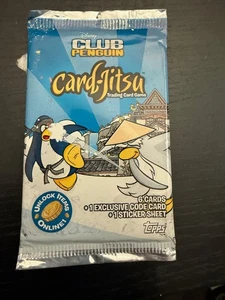 Disney
CLUB
PENGUIN
Card-Jitsu
Trading Card Game
6 CARDS
+1 EXCLUSIVE CODE CARD
+1 STICKER SHEET
UNLOCK ITEMS
ONLINE!
TOPPS